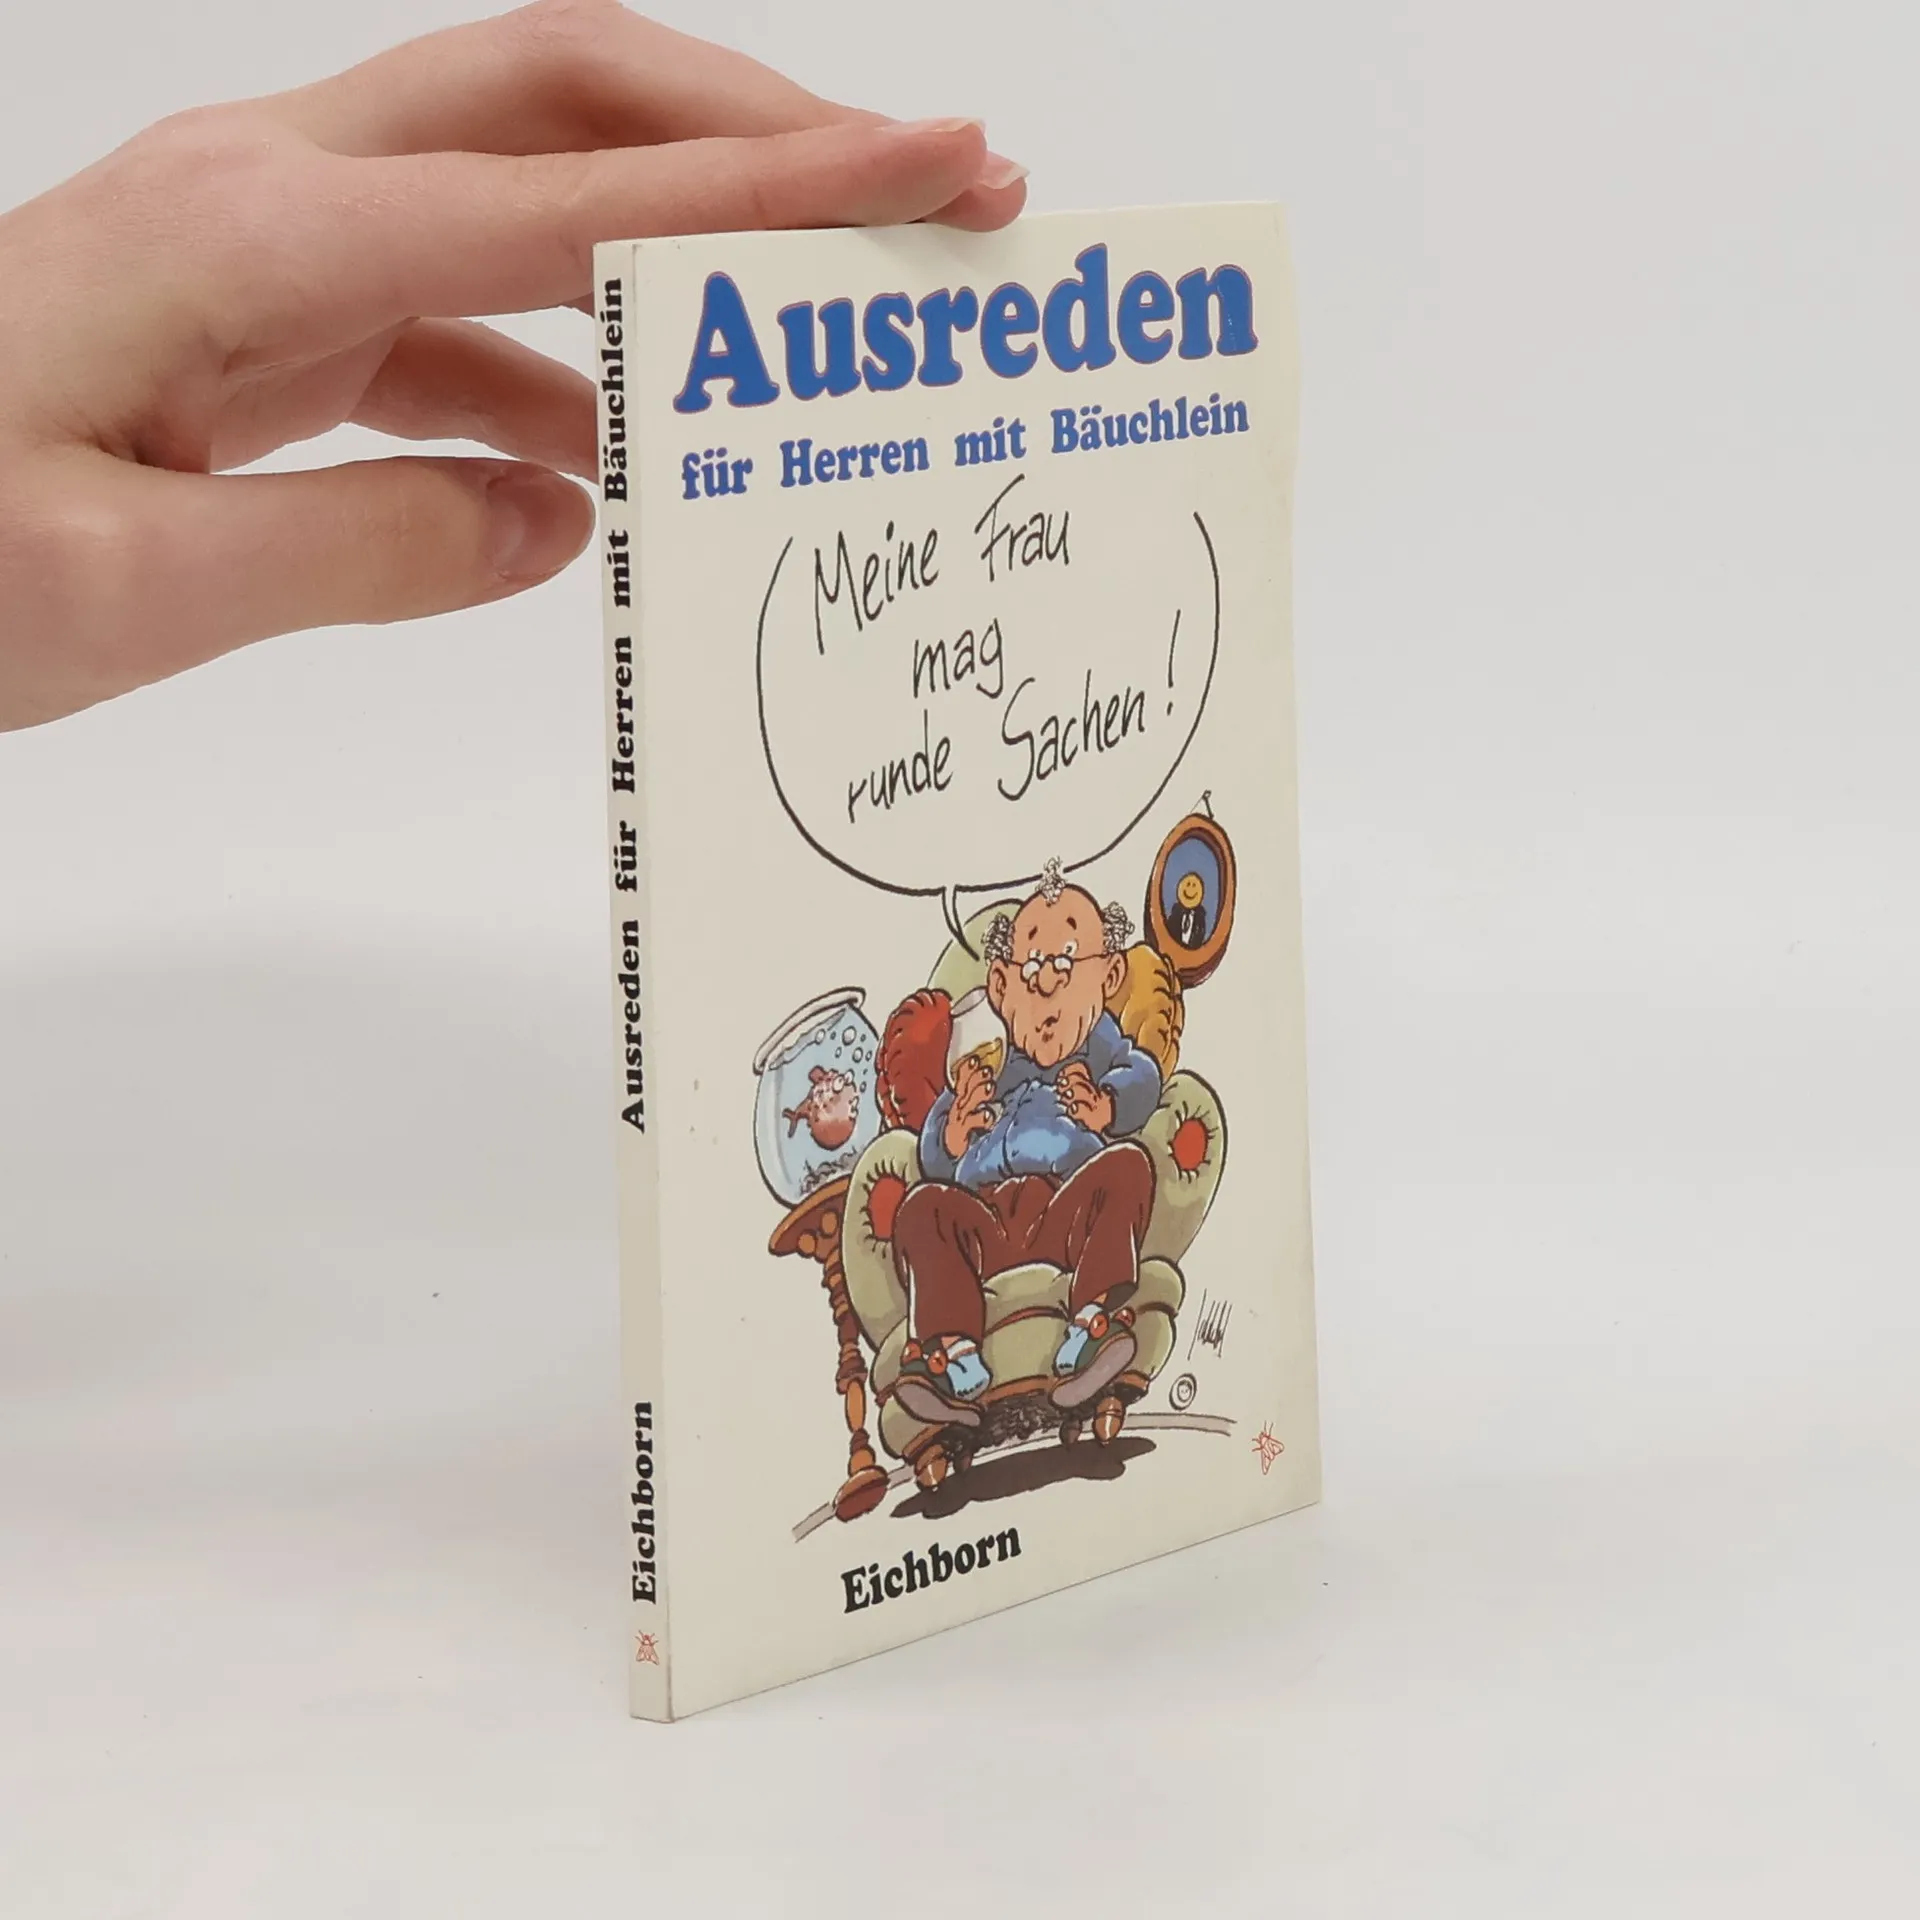 Ausreden
für Herren mit Bäuchlein
Meine Frau
mag
runde Sachen!
Eichborn
Ausreden für Herren mit Bäuchlein
Eichborn